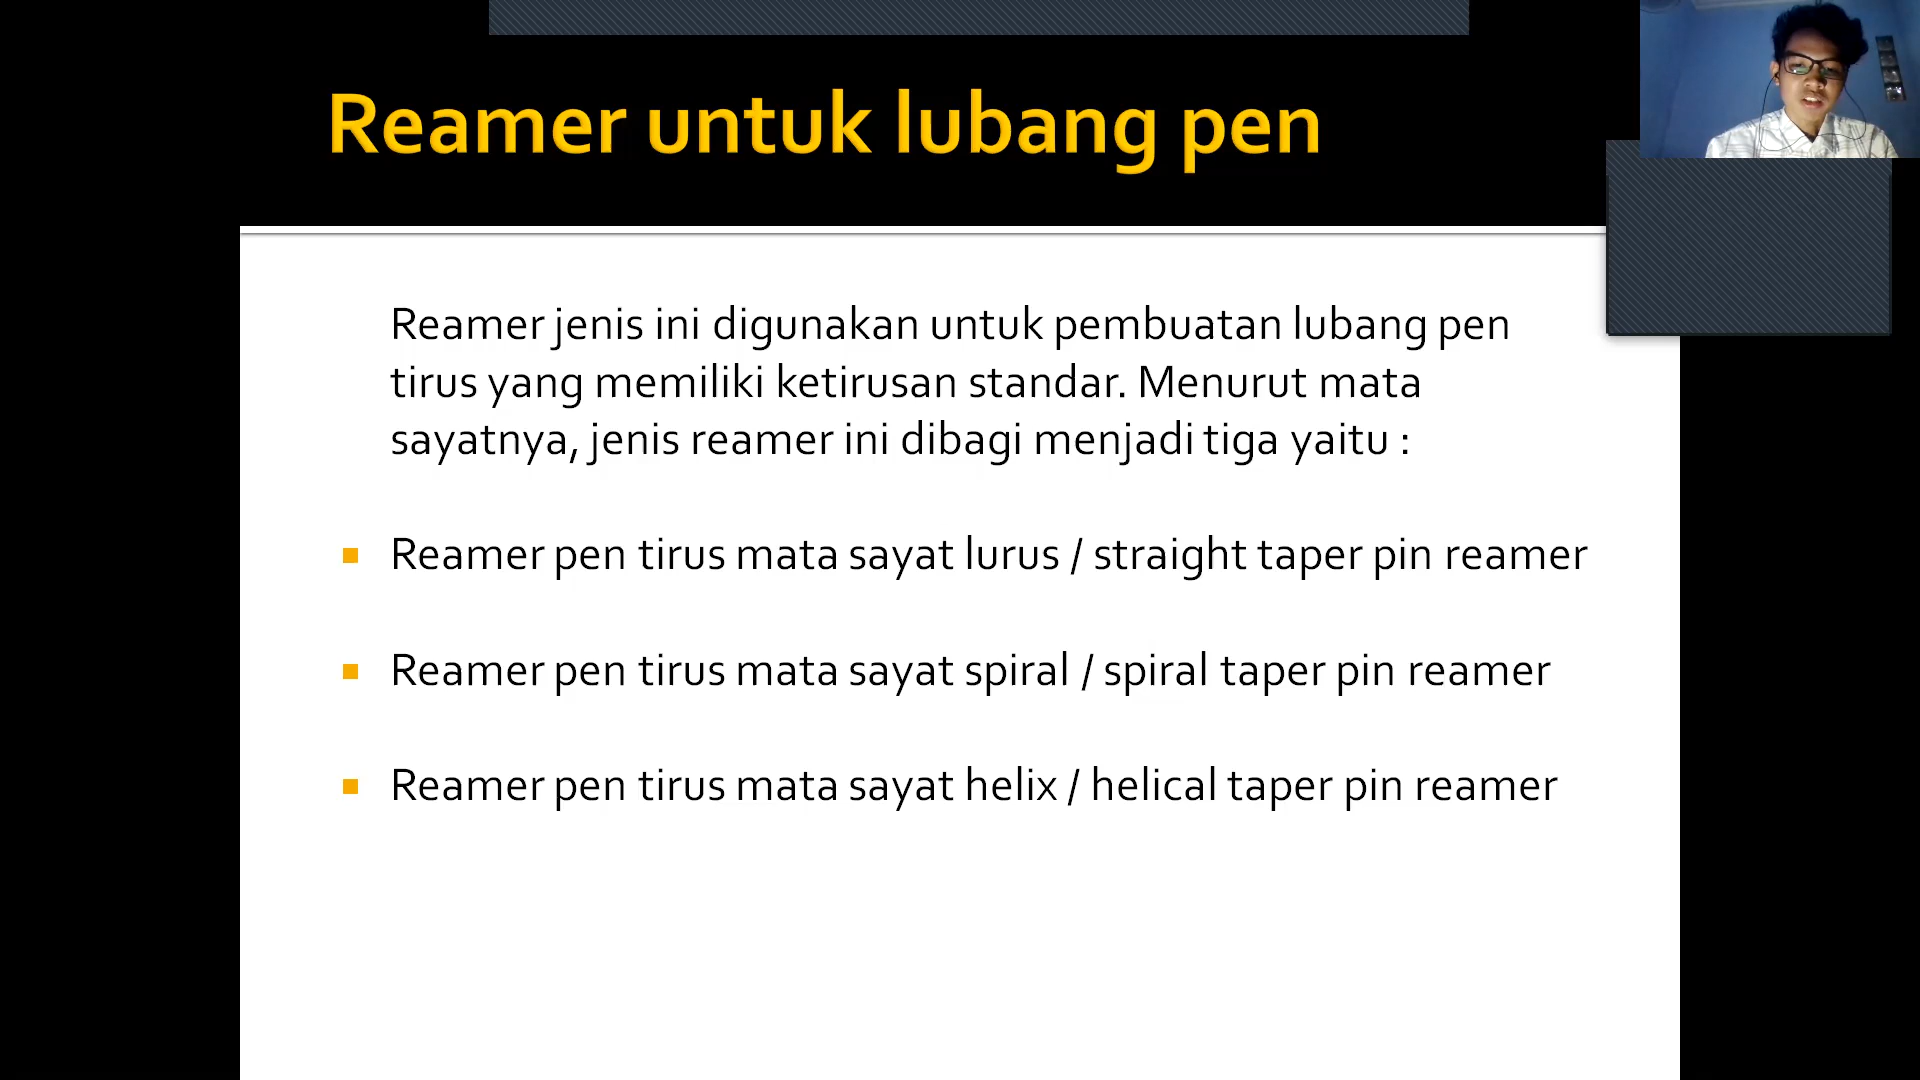 Reamer untuk lubang pen
Reamer jenis ini digunakan untuk pembuatan lubang pen
tirus yang memiliki ketirusan standar. Menurut mata
sayatnya, jenis reamer ini dibagi menjadi tiga yaitu :
Reamer pen tirus mata sayat lurus / straight taper pin reamer
Reamer pen tirus mata sayat spiral / spiral taper pin reamer
Reamer pen tirus mata sayat helix / helical taper pin reamer